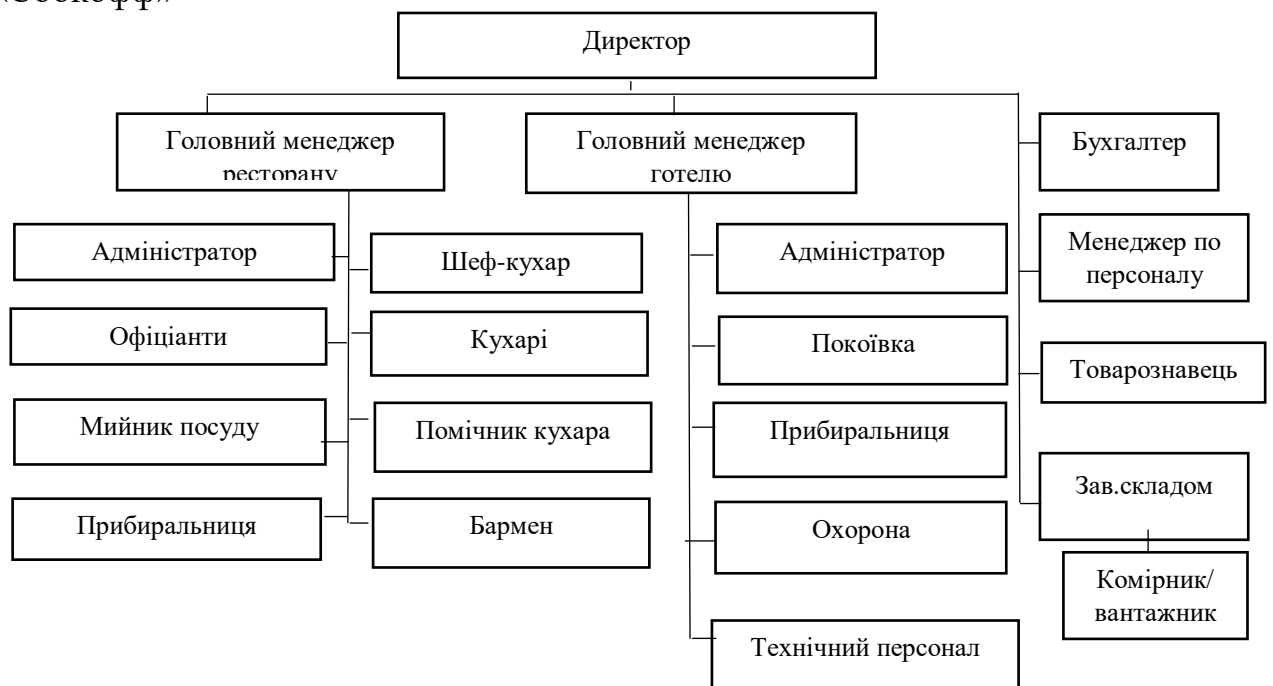 Директор
Головний менеджер
ресторану
Головний менеджер
готелю
Бухгалтер
Адміністратор
Шеф-кухар
Адміністратор
Менеджер по
персоналу
Офіціанти
Кухарі
Покоївка
Товарознавець
Мийник посуду
Помічник кухара
Прибиральниця
Зав.складом
Прибиральниця
Бармен
Охорона
Комірник/
вантажник
Технічний персонал